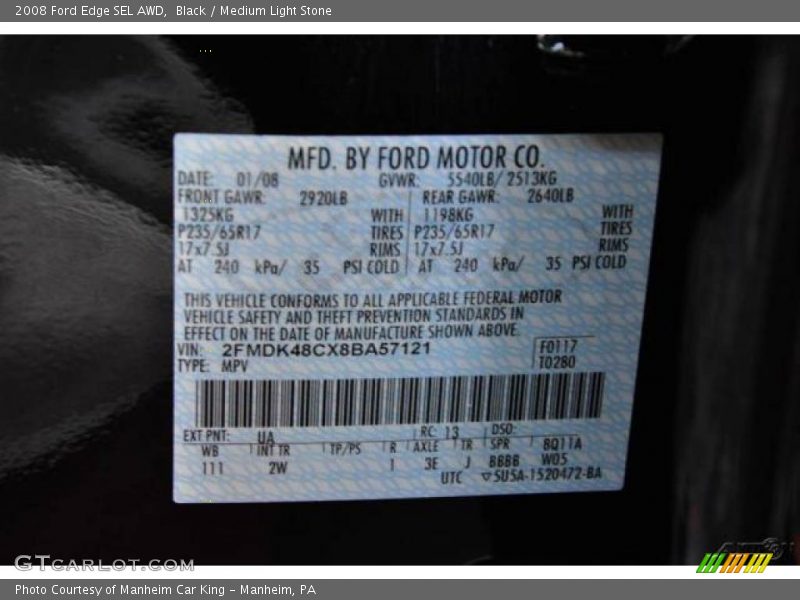 2008 Ford Edge SEL AWD, Black / Medium Light Stone
MFD. BY FORD MOTOR CO.
DATE: 01/08 GVWR: 5540LB/ 2513KG
FRONT GAWR: 2920LB REAR GAWR: 2640LB
1325KG WITH 1198KG WITH
P235/65R17 TIRES P235/65R17 TIRES
17x7.5J RIMS 17x7.5J RIMS
AT 240 kPa/ 35 PSI COLD AT 240 kPa/ 35 PSI COLD
THIS VEHICLE CONFORMS TO ALL APPLICABLE FEDERAL MOTOR
VEHICLE SAFETY AND THEFT PREVENTION STANDARDS IN
EFFECT ON THE DATE OF MANUFACTURE SHOWN ABOVE.
VIN: 2FMDK48CX8BA57121 F0117
TYPE: MPV T0280
EXT PNT: UA RC: 13 DSO:
WB INT TR TP/PS R AXLE TR SPR 8Q11A
111 2W 1 3E J BBBB W05
UTC ▽5U5A-1520472-BA
GTCARLOT.COM
Photo Courtesy of Manheim Car King - Manheim, PA